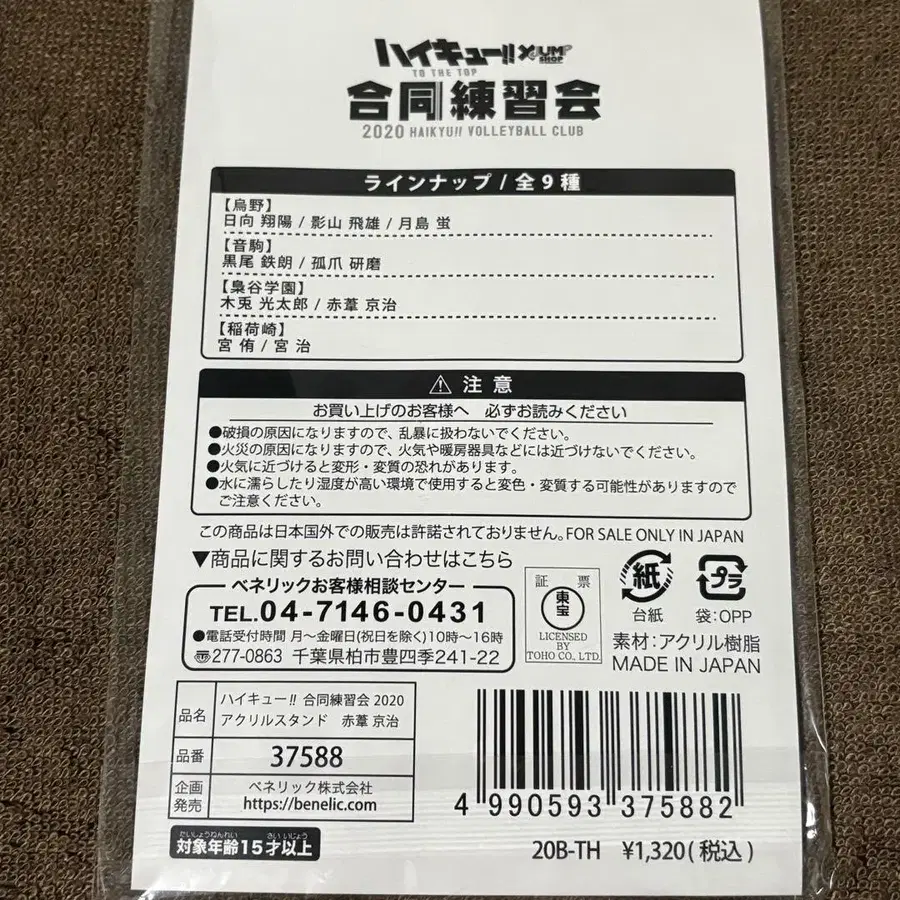 ハイキュー!! × JUMP SHOP
TO THE TOP
合同練習会
2020 HAIKYU!! VOLLEYBALL CLUB
ラインナップ / 全9種
【烏野】
日向 翔陽 / 影山 飛雄 / 月島 蛍
【音駒】
黒尾 鉄朗 / 孤爪 研磨
【梟谷学園】
木兎 光太郎 / 赤葦 京治
【稲荷崎】
宮 侑 / 宮 治
⚠ 注意
お買い上げのお客様へ 必ずお読みください
●破損の原因になりますので、乱暴に扱わないでください。
●火災の原因になりますので、火気や暖房器具などには近づけないでください。
●火気に近づけると変形・変質の恐れがあります。
●水に濡らしたり湿度が高い環境で使用すると変色・変質する可能性がありますので
ご注意ください。
この商品は日本国外での販売は許諾されておりません。FOR SALE ONLY IN JAPAN
▼商品に関するお問い合わせはこちら
ベネリックお客様相談センター
TEL.04-7146-0431
●電話受付時間 月～金曜日(祝日を除く)10時～16時
〠277-0863 千葉県柏市豊四季241-22
証 票
東宝
LICENSED
BY
TOHO CO., LTD.
紙
台紙
プラ
袋:OPP
素材:アクリル樹脂
MADE IN JAPAN
品名
ハイキュー!! 合同練習会 2020
アクリルスタンド 赤葦 京治
品番
37588
企画
発売
ベネリック株式会社
https://benelic.com
4 990593 375882
たいしょうねんれい さい いじょう
対象年齢15才以上
20B-TH ¥1,320(税込)